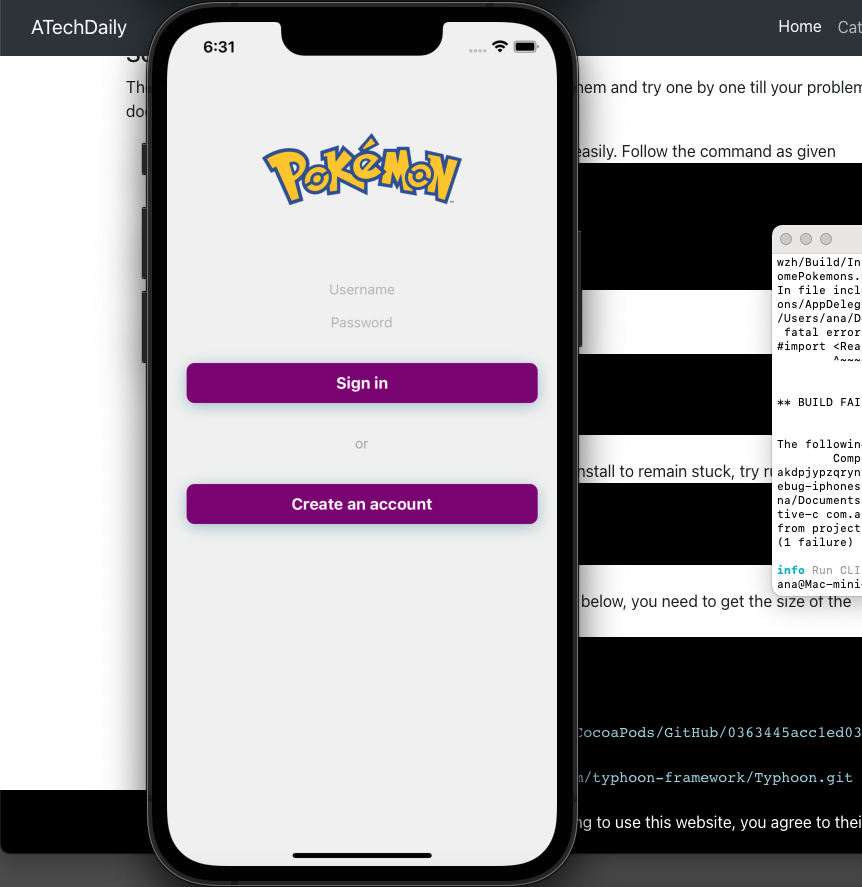 ATechDaily
Home
6:31
hem and try one by one till your problem
easily. Follow the command as given
POKéMON
Username
Password
Sign in
or
Create an account
wzh/Build/In
omePokemons.
In file incl
ons/AppDeleg
/Users/ana/D
fatal error
#import <Rea
^~~~
** BUILD FAI
The following
Comp
akdpjypzqryn
ebug-iphones
na/Documents
tive-c com.a
from project
(1 failure)
info Run CLI
ana@Mac-mini-
nstall to remain stuck, try ru
below, you need to get the size of the
CocoaPods/GitHub/0363445acc1ed03
/typhoon-framework/Typhoon.git
ng to use this website, you agree to thei